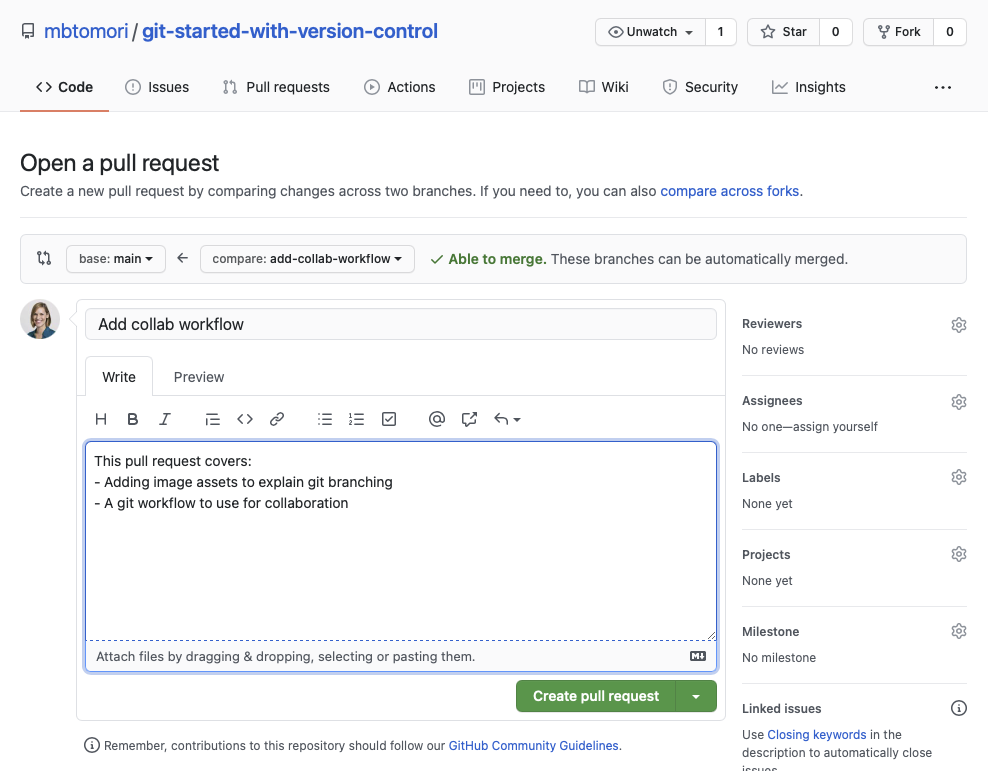 mbtomori / git-started-with-version-control
Unwatch 1
Star 0
Fork 0
Code
Issues
Pull requests
Actions
Projects
Wiki
Security
Insights
Open a pull request
Create a new pull request by comparing changes across two branches. If you need to, you can also compare across forks.
base: main
compare: add-collab-workflow
Able to merge. These branches can be automatically merged.
Add collab workflow
Write
Preview
H B I
This pull request covers:
- Adding image assets to explain git branching
- A git workflow to use for collaboration
Attach files by dragging & dropping, selecting or pasting them.
Create pull request
Remember, contributions to this repository should follow our GitHub Community Guidelines.
Reviewers
No reviews
Assignees
No one—assign yourself
Labels
None yet
Projects
None yet
Milestone
No milestone
Linked issues
Use Closing keywords in the
description to automatically close
issues.